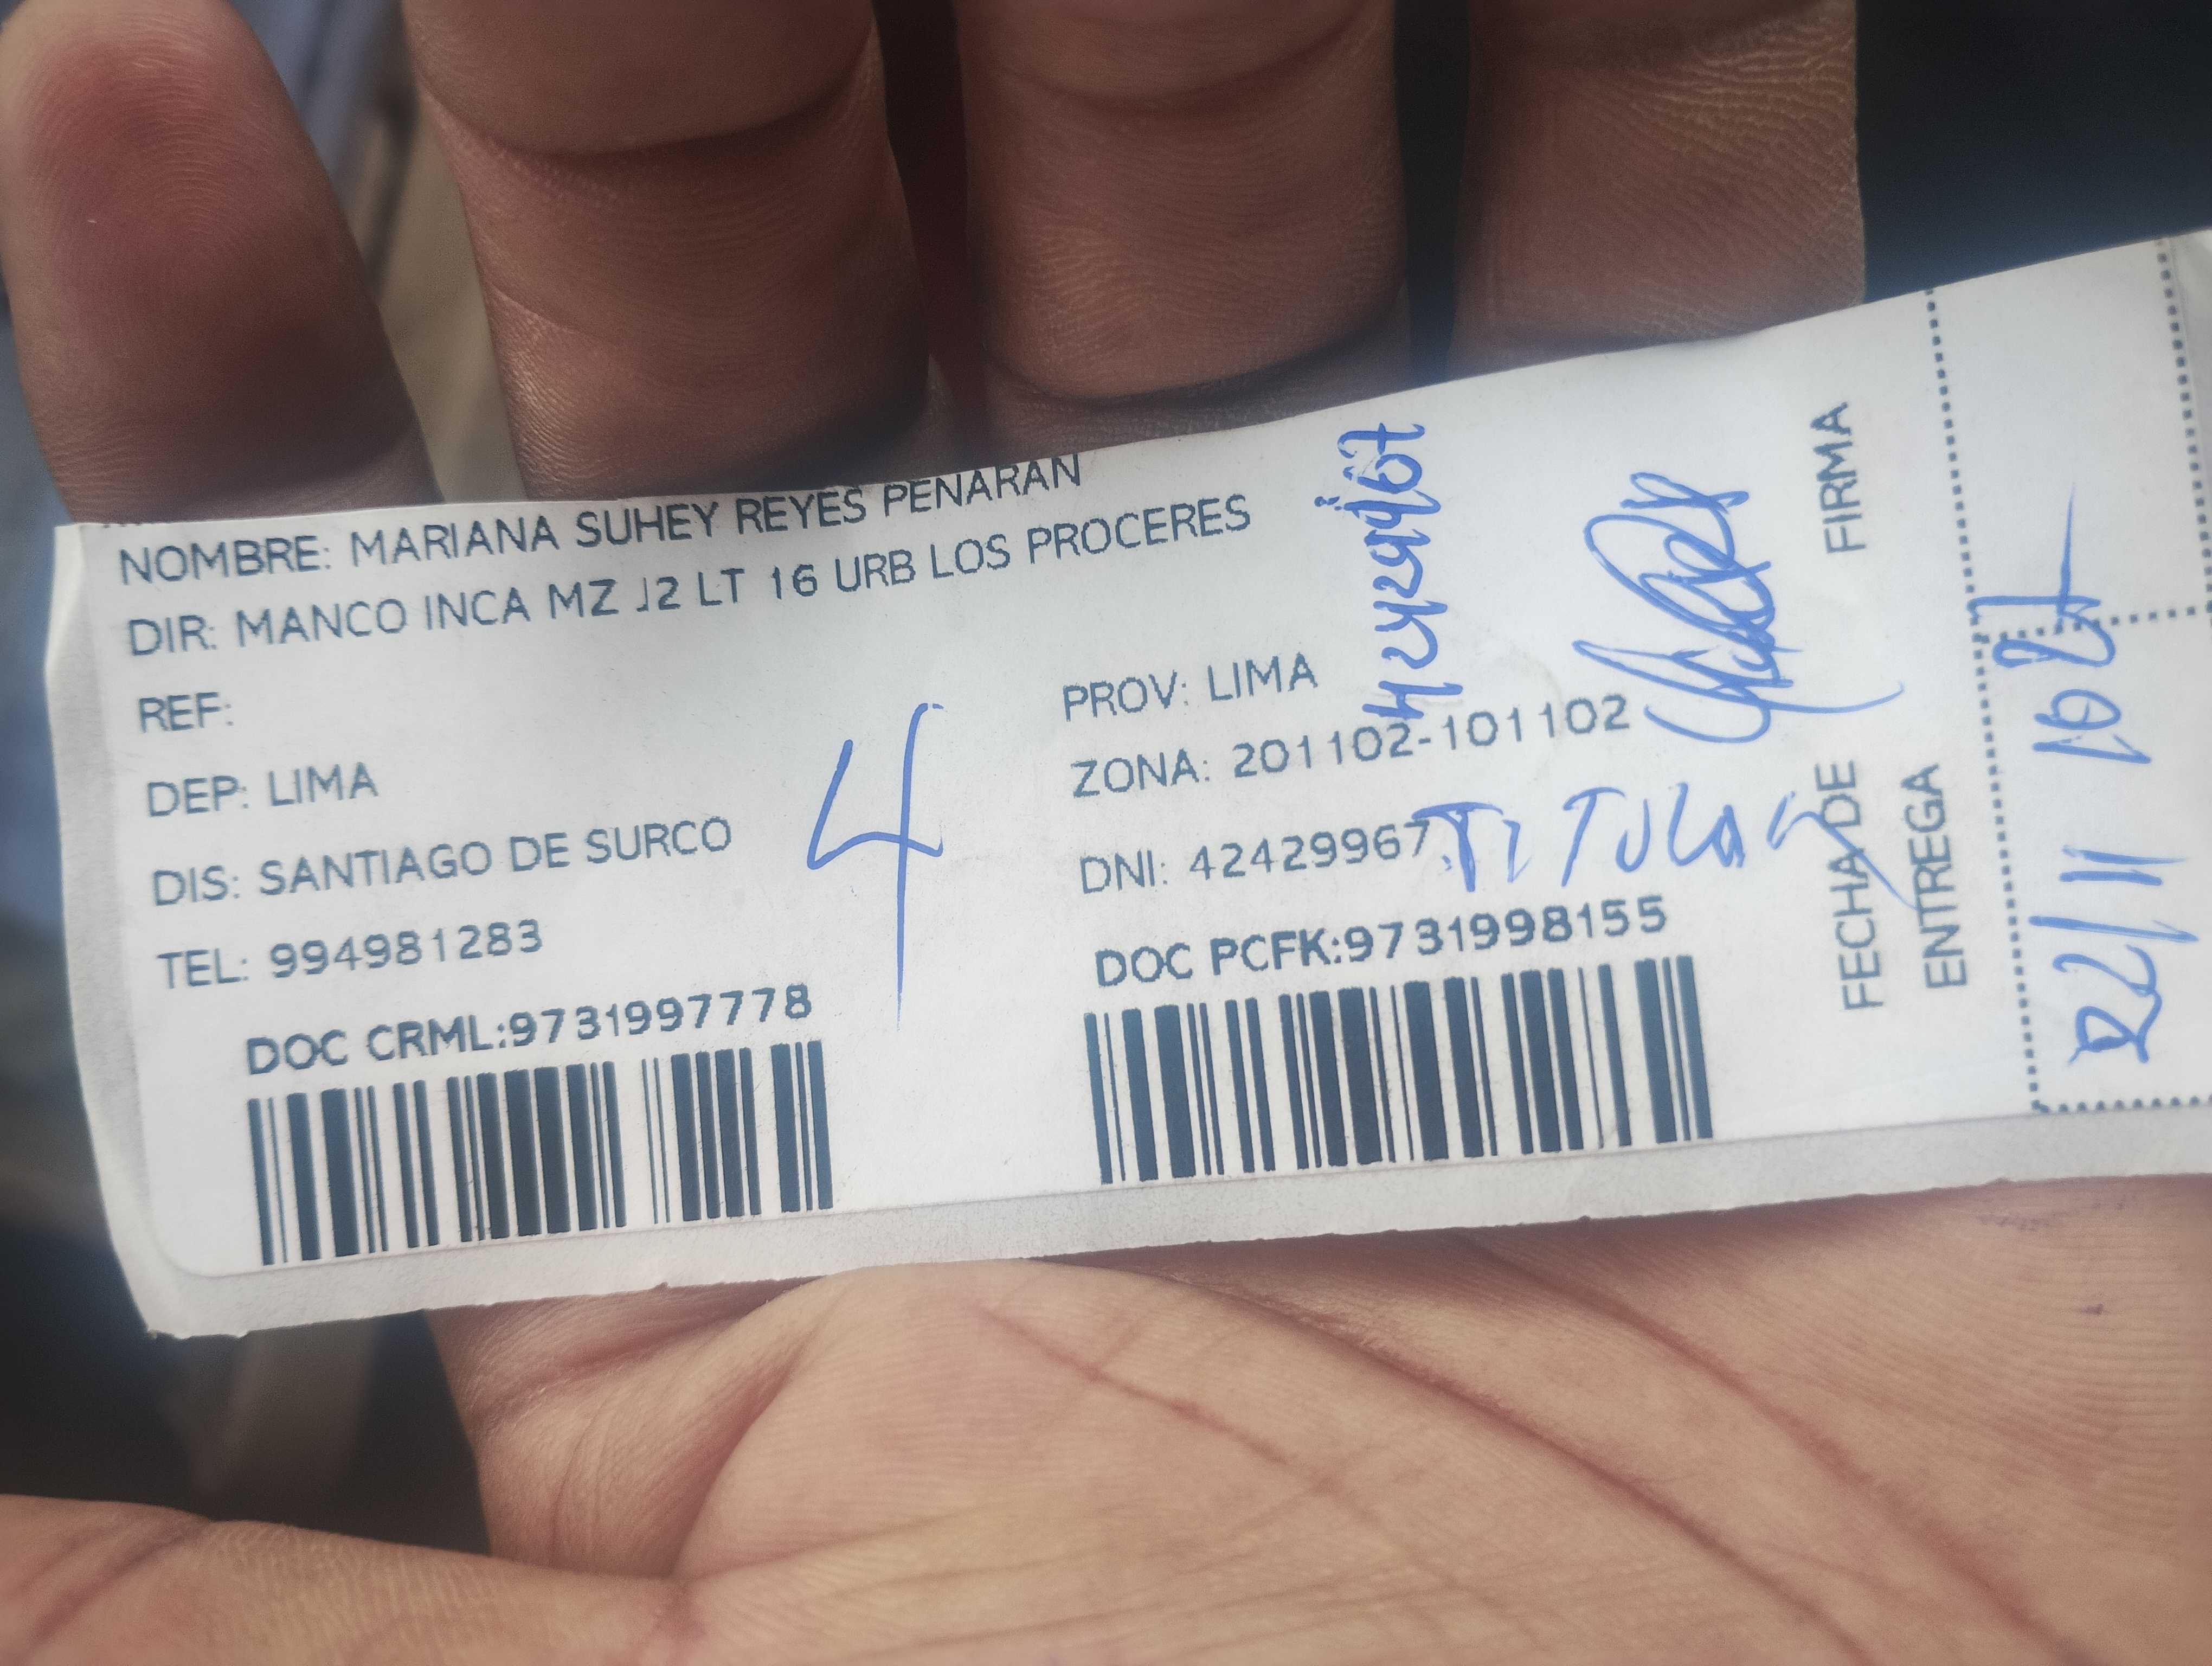 NOMBRE: MARIANA SUHEY REYES PENARAN
DIR: MANCO INCA MZ J2 LT 16 URB LOS PROCERES
REF:
DEP: LIMA
PROV: LIMA
DIS: SANTIAGO DE SURCO
ZONA: 201102-101102
TEL: 994981283
DNI: 42429967
DOC CRML:9731997778
DOC PCFK:9731998155
4
TITULAR
FIRMA
FECHA DE
ENTREGA